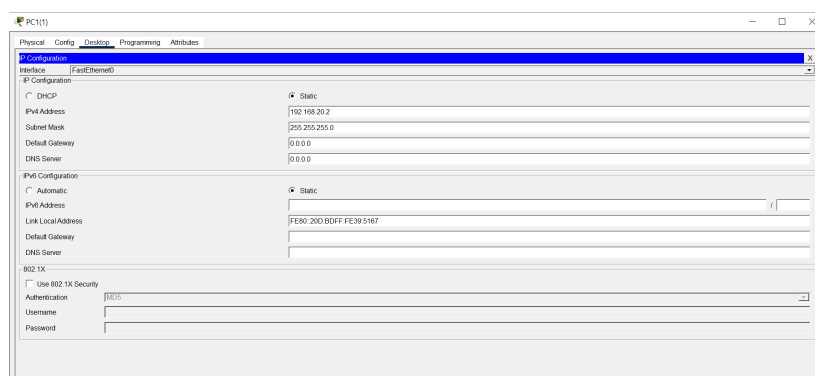 PC1(1)
Physical Config Desktop Programming Attributes
IP Configuration X
Interface FastEthernet0
IP Configuration
DHCP Static
IPv4 Address 192.168.20.2
Subnet Mask 255.255.255.0
Default Gateway 0.0.0.0
DNS Server 0.0.0.0
IPv6 Configuration
Automatic Static
IPv6 Address /
Link Local Address FE80::20D:BDFF:FE39:5167
Default Gateway
DNS Server
802.1X
Use 802.1X Security
Authentication MD5
Username
Password